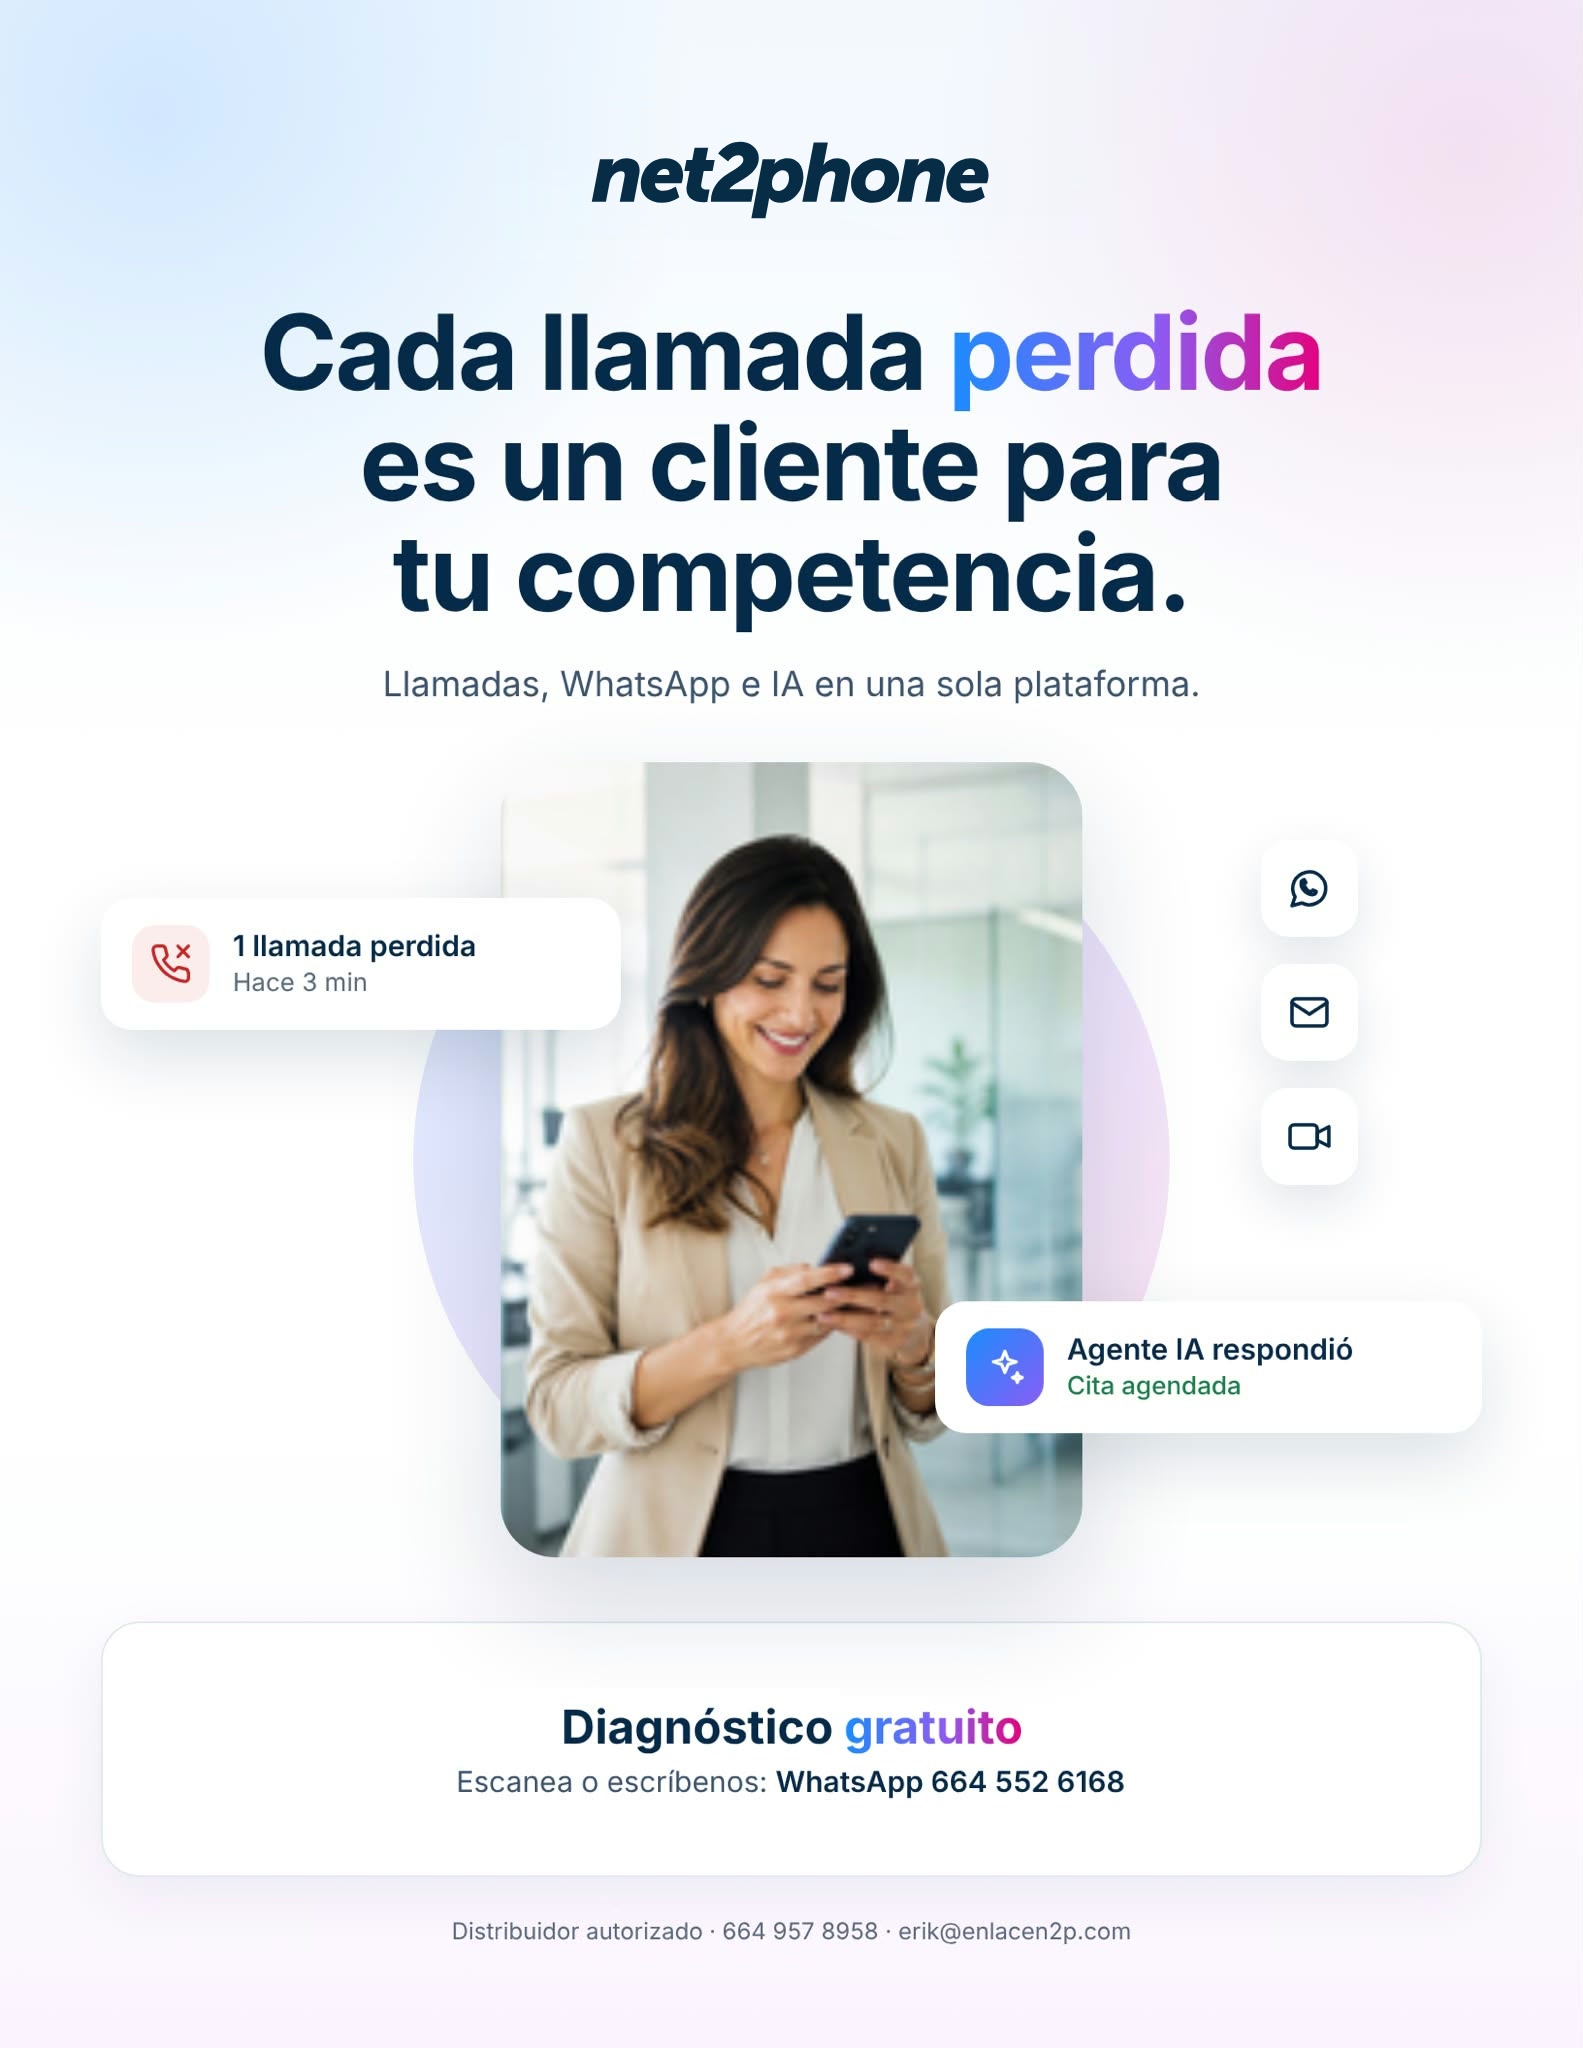 net2phone
Cada llamada perdida
es un cliente para
tu competencia.
Llamadas, WhatsApp e IA en una sola plataforma.
1 llamada perdida
Hace 3 min
Agente IA respondió
Cita agendada
Diagnóstico gratuito
Escanea o escríbenos: WhatsApp 664 552 6168
Distribuidor autorizado · 664 957 8958 · erik@enlacen2p.com